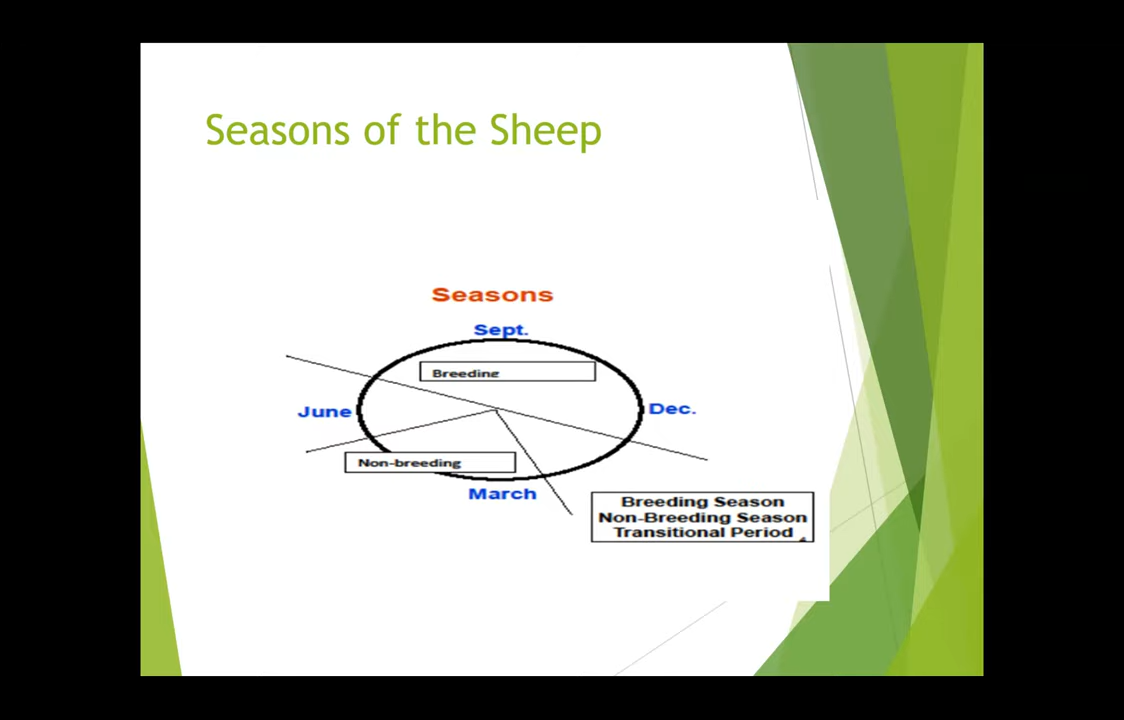 Seasons of the Sheep
Seasons
Sept.
Breeding
June
Dec.
Non-breeding
March
Breeding Season
Non-Breeding Season
Transitional Period